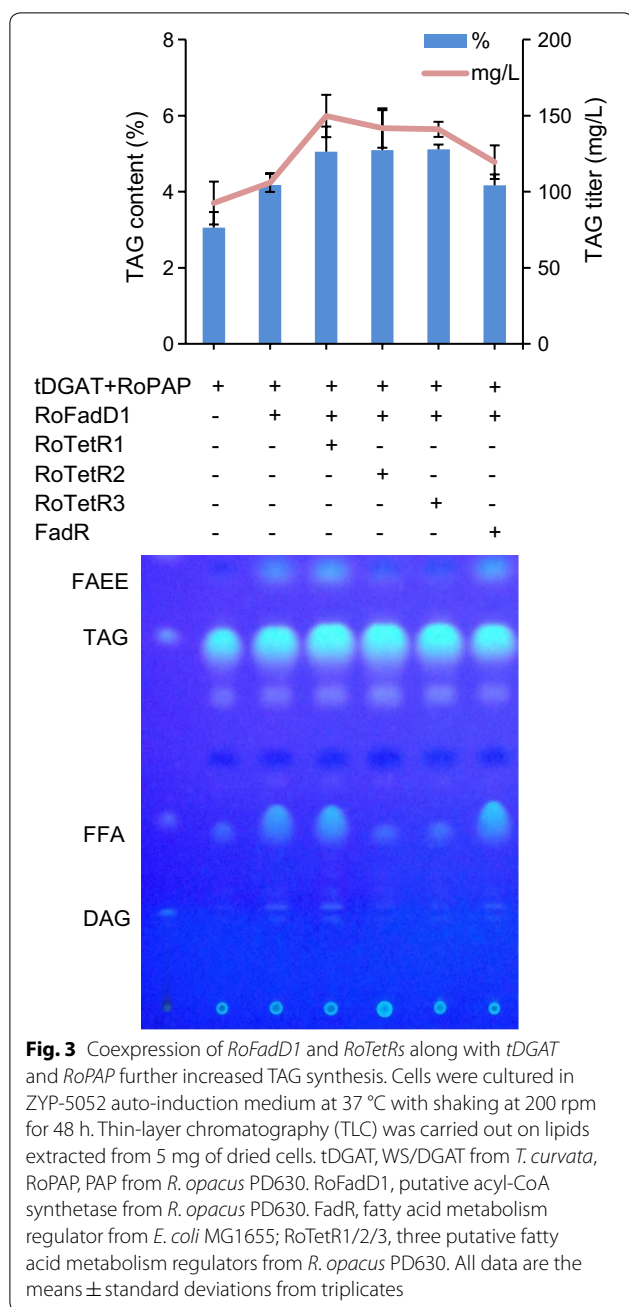 8
6
4
2
0
TAG content (%)
200
150
100
50
0
TAG titer (mg/L)
%
mg/L
tDGAT+RoPAP + + + + + +
RoFadD1 - + + + + +
RoTetR1 - - + - - -
RoTetR2 - - - + - -
RoTetR3 - - - - + -
FadR - - - - - +
FAEE
TAG
FFA
DAG
Fig. 3 Coexpression of RoFadD1 and RoTetRs along with tDGAT
and RoPAP further increased TAG synthesis. Cells were cultured in
ZYP-5052 auto-induction medium at 37 °C with shaking at 200 rpm
for 48 h. Thin-layer chromatography (TLC) was carried out on lipids
extracted from 5 mg of dried cells. tDGAT, WS/DGAT from T. curvata,
RoPAP, PAP from R. opacus PD630. RoFadD1, putative acyl-CoA
synthetase from R. opacus PD630. FadR, fatty acid metabolism
regulator from E. coli MG1655; RoTetR1/2/3, three putative fatty
acid metabolism regulators from R. opacus PD630. All data are the
means ± standard deviations from triplicates